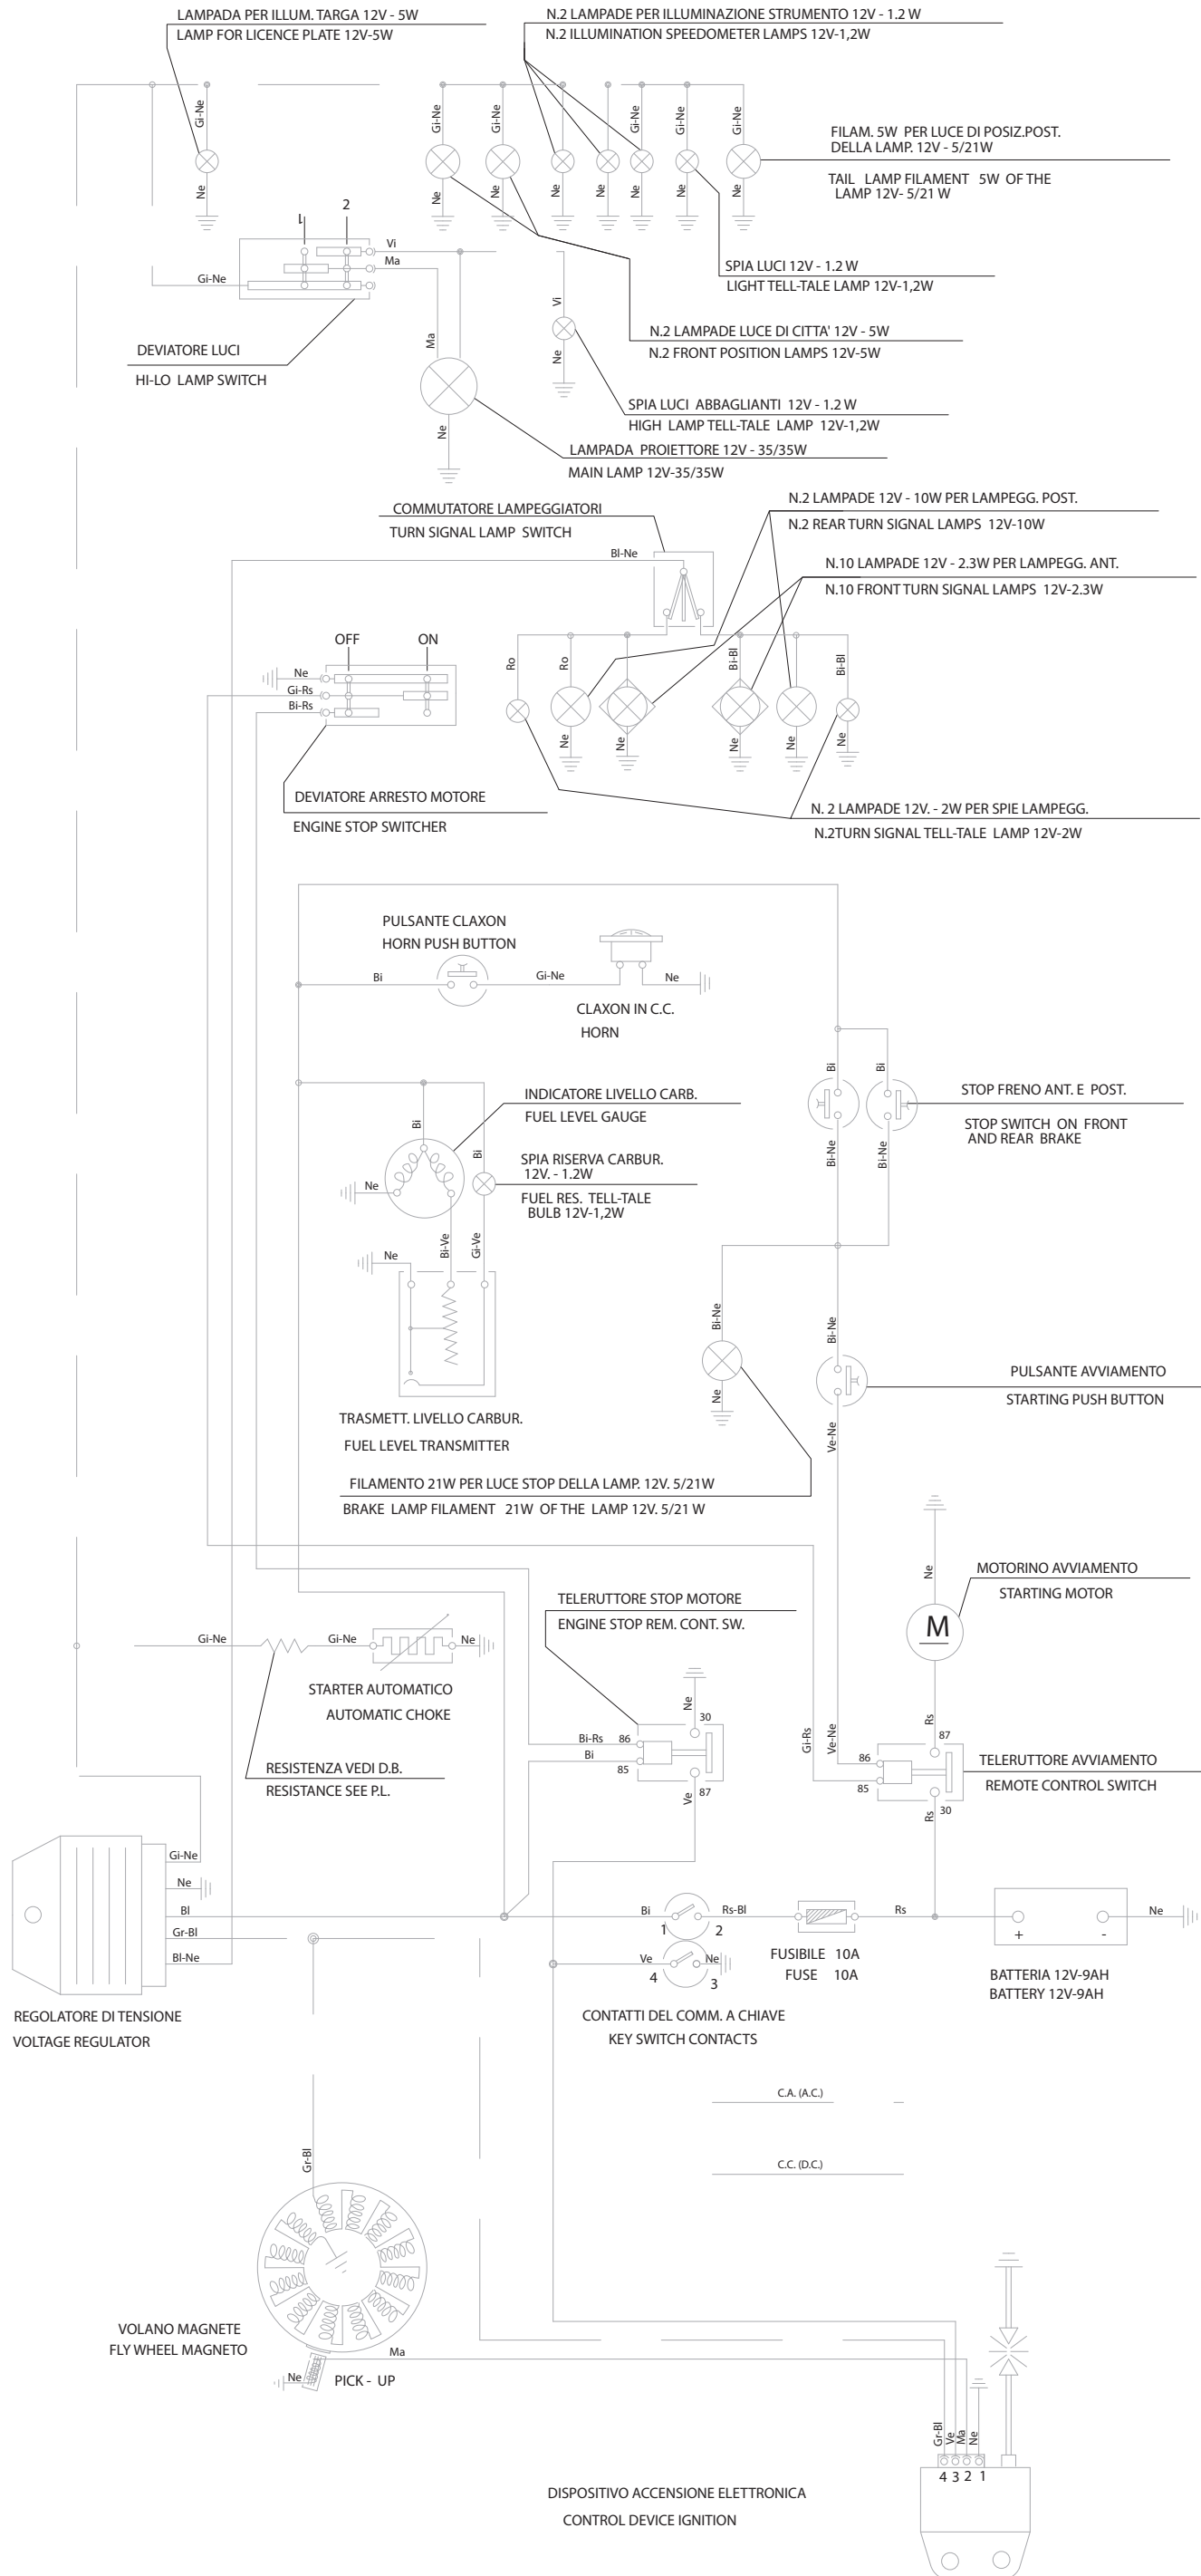 LAMPADA PER ILLUM. TARGA 12V - 5W
LAMP FOR LICENCE PLATE 12V-5W
N.2 LAMPADE PER ILLUMINAZIONE STRUMENTO 12V - 1.2 W
N.2 ILLUMINATION SPEEDOMETER LAMPS 12V-1,2W
Gi-Ne
Gi-Ne
Gi-Ne
Ne
Gi-Ne
Gi-Ne
Gi-Ne
FILAM. 5W PER LUCE DI POSIZ.POST.
DELLA LAMP. 12V - 5/21W
TAIL LAMP FILAMENT 5W OF THE
LAMP 12V- 5/21 W
Ne
Ne
Ne
Ne
Ne
Ne
Ne
Ne
1
2
Vi
Ma
Gi-Ne
SPIA LUCI 12V - 1.2 W
LIGHT TELL-TALE LAMP 12V-1,2W
Vi
Ma
Ne
N.2 LAMPADE LUCE DI CITTA' 12V - 5W
N.2 FRONT POSITION LAMPS 12V-5W
DEVIATORE LUCI
HI-LO LAMP SWITCH
SPIA LUCI ABBAGLIANTI 12V - 1.2 W
HIGH LAMP TELL-TALE LAMP 12V-1,2W
Ne
LAMPADA PROIETTORE 12V - 35/35W
MAIN LAMP 12V-35/35W
COMMUTATORE LAMPEGGIATORI
TURN SIGNAL LAMP SWITCH
N.2 LAMPADE 12V - 10W PER LAMPEGG. POST.
N.2 REAR TURN SIGNAL LAMPS 12V-10W
Bl-Ne
N.10 LAMPADE 12V - 2.3W PER LAMPEGG. ANT.
N.10 FRONT TURN SIGNAL LAMPS 12V-2.3W
OFF
ON
Ne
Gi-Rs
Bi-Rs
Ro
Ro
Bi-Bl
Bi-Bl
Ne
Ne
Ne
Ne
Ne
DEVIATORE ARRESTO MOTORE
ENGINE STOP SWITCHER
N. 2 LAMPADE 12V. - 2W PER SPIE LAMPEGG.
N.2TURN SIGNAL TELL-TALE LAMP 12V-2W
PULSANTE CLAXON
HORN PUSH BUTTON
Bi
Gi-Ne
Ne
CLAXON IN C.C.
HORN
Bi
Bi
STOP FRENO ANT. E POST.
STOP SWITCH ON FRONT
AND REAR BRAKE
Bi-Ne
Bi-Ne
INDICATORE LIVELLO CARB.
FUEL LEVEL GAUGE
Bi
Bi
SPIA RISERVA CARBUR.
12V. - 1.2W
FUEL RES. TELL-TALE
BULB 12V-1,2W
Ne
Bi-Ve
Gi-Ve
Ne
Bi-Ne
Bi-Ne
Ne
PULSANTE AVVIAMENTO
STARTING PUSH BUTTON
Ve-Ne
TRASMETT. LIVELLO CARBUR.
FUEL LEVEL TRANSMITTER
FILAMENTO 21W PER LUCE STOP DELLA LAMP. 12V. 5/21W
BRAKE LAMP FILAMENT 21W OF THE LAMP 12V. 5/21 W
MOTORINO AVVIAMENTO
STARTING MOTOR
Ne
M
TELERUTTORE STOP MOTORE
ENGINE STOP REM. CONT. SW.
Gi-Ne
Gi-Ne
Ne
STARTER AUTOMATICO
AUTOMATIC CHOKE
Ne
30
Bi-Rs
86
Bi
85
Ve
87
Gi-Rs
Ve-Ne
Rs
87
86
85
Rs
30
TELERUTTORE AVVIAMENTO
REMOTE CONTROL SWITCH
RESISTENZA VEDI D.B.
RESISTANCE SEE P.L.
Gi-Ne
Ne
Bl
Gr-Bl
Bl-Ne
Bi
1
2
Rs-Bl
Rs
+
-
Ne
Ve
4
3
Ne
FUSIBILE 10A
FUSE 10A
BATTERIA 12V-9AH
BATTERY 12V-9AH
REGOLATORE DI TENSIONE
VOLTAGE REGULATOR
CONTATTI DEL COMM. A CHIAVE
KEY SWITCH CONTACTS
C.A. (A.C.)
C.C. (D.C.)
Gr-Bl
VOLANO MAGNETE
FLY WHEEL MAGNETO
Ma
Ne
PICK - UP
Gr-Bl
Ve
Ma
Ne
4 3 2 1
DISPOSITIVO ACCENSIONE ELETTRONICA
CONTROL DEVICE IGNITION